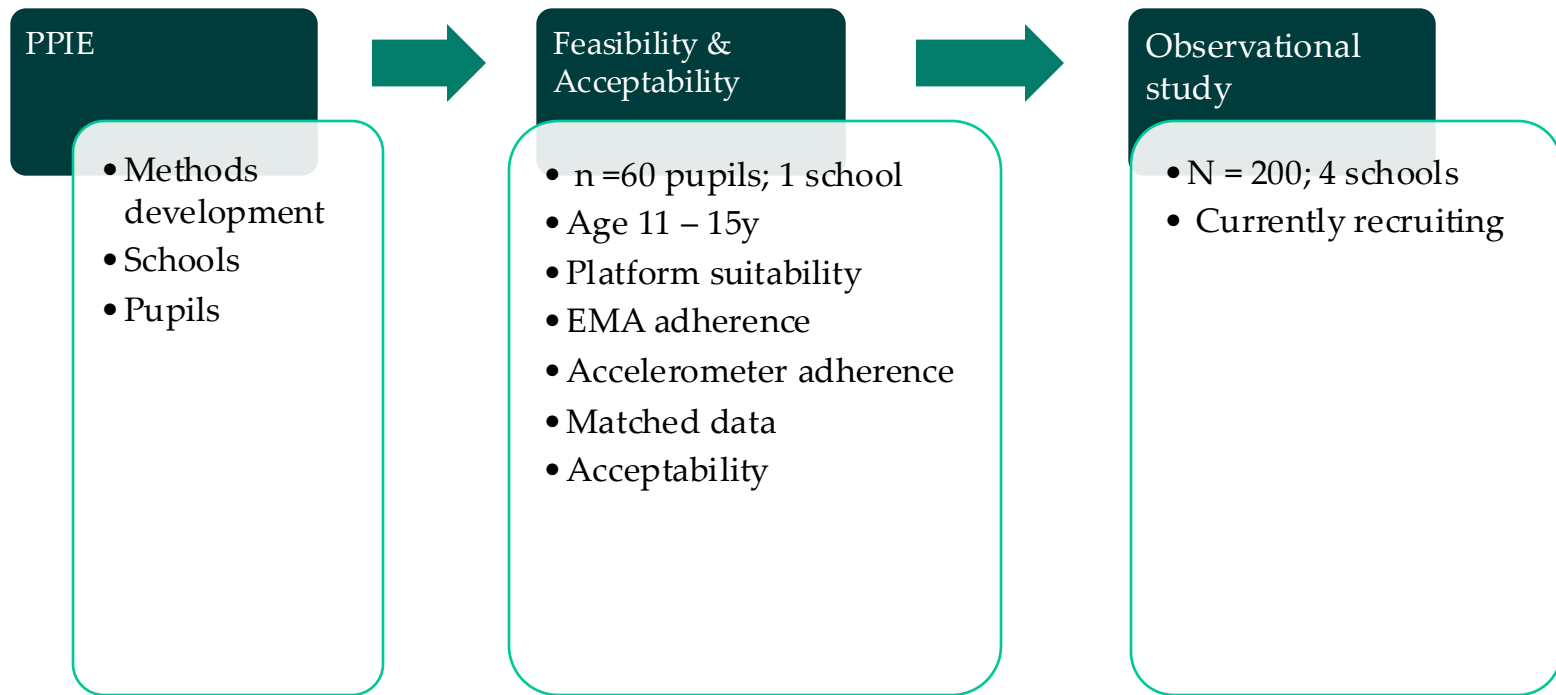 PPIE
• Methods
development
• Schools
• Pupils
Feasibility &
Acceptability
• n =60 pupils; 1 school
• Age 11 – 15y
• Platform suitability
• EMA adherence
• Accelerometer adherence
• Matched data
• Acceptability
Observational
study
• N = 200; 4 schools
• Currently recruiting